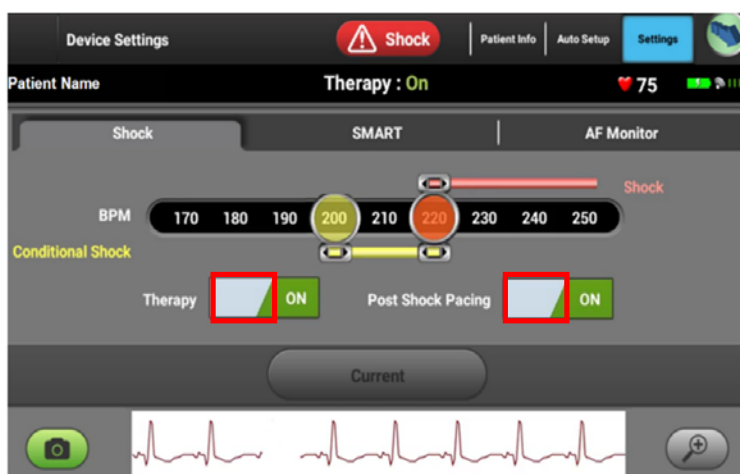 Device Settings
Shock
Patient Info
Auto Setup
Settings
Patient Name
Therapy : On
75
Shock
SMART
AF Monitor
Shock
BPM
170 180 190 200 210 220 230 240 250
Conditional Shock
Therapy
ON
Post Shock Pacing
ON
Current